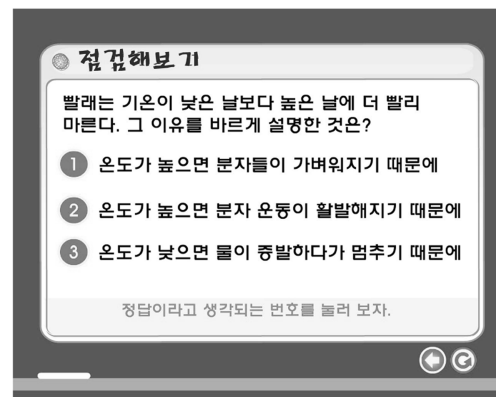 점검해보기
빨래는 기온이 낮은 날보다 높은 날에 더 빨리
마른다. 그 이유를 바르게 설명한 것은?
1 온도가 높으면 분자들이 가벼워지기 때문에
2 온도가 높으면 분자 운동이 활발해지기 때문에
3 온도가 낮으면 물이 증발하다가 멈추기 때문에
정답이라고 생각되는 번호를 눌러 보자.